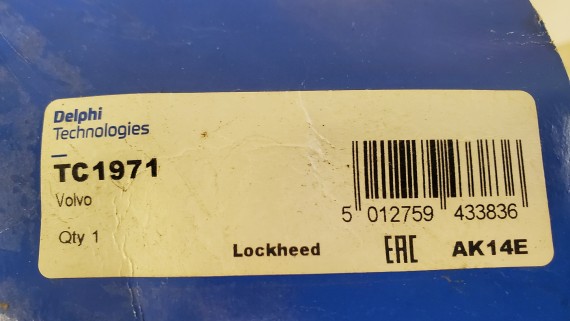 Delphi
Technologies
TC1971
Volvo
5 012759 433836
Qty 1
Lockheed EAC AK14E